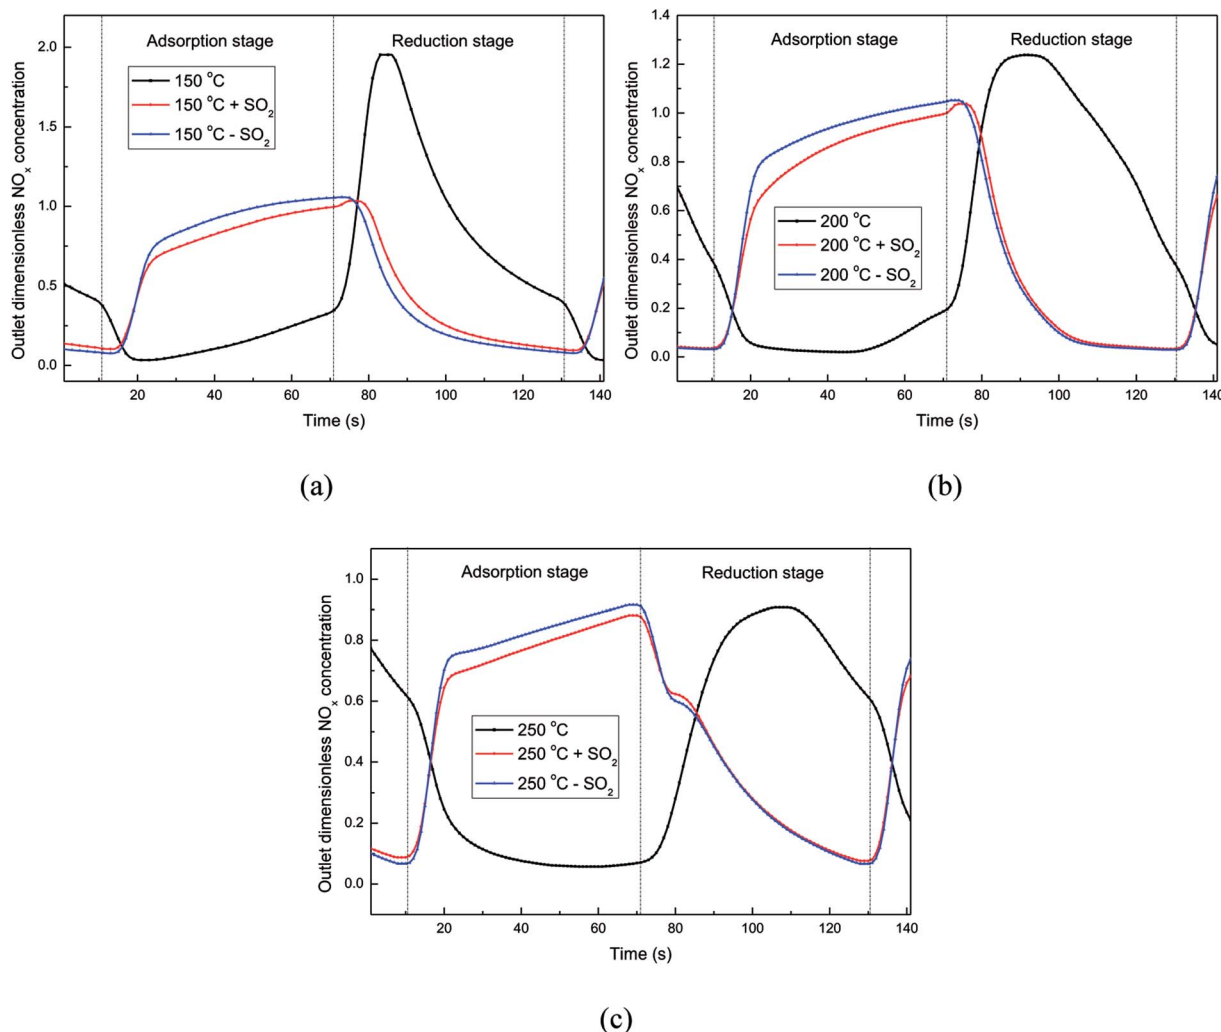 Adsorption stage Reduction stage
150 °C
150 °C + SO₂
150 °C - SO₂
Outlet dimensionless NOₓ concentration
2.0
1.5
1.0
0.5
0.0
20 40 60 80 100 120 140
Time (s)
(a)
Adsorption stage Reduction stage
200 °C
200 °C + SO₂
200 °C - SO₂
Outlet dimensionless NOₓ concentration
1.4
1.2
1.0
0.8
0.6
0.4
0.2
0.0
20 40 60 80 100 120 140
Time (s)
(b)
Adsorption stage Reduction stage
250 °C
250 °C + SO₂
250 °C - SO₂
Outlet dimensionless NOₓ concentration
1.0
0.8
0.6
0.4
0.2
0.0
20 40 60 80 100 120 140
Time (s)
(c)